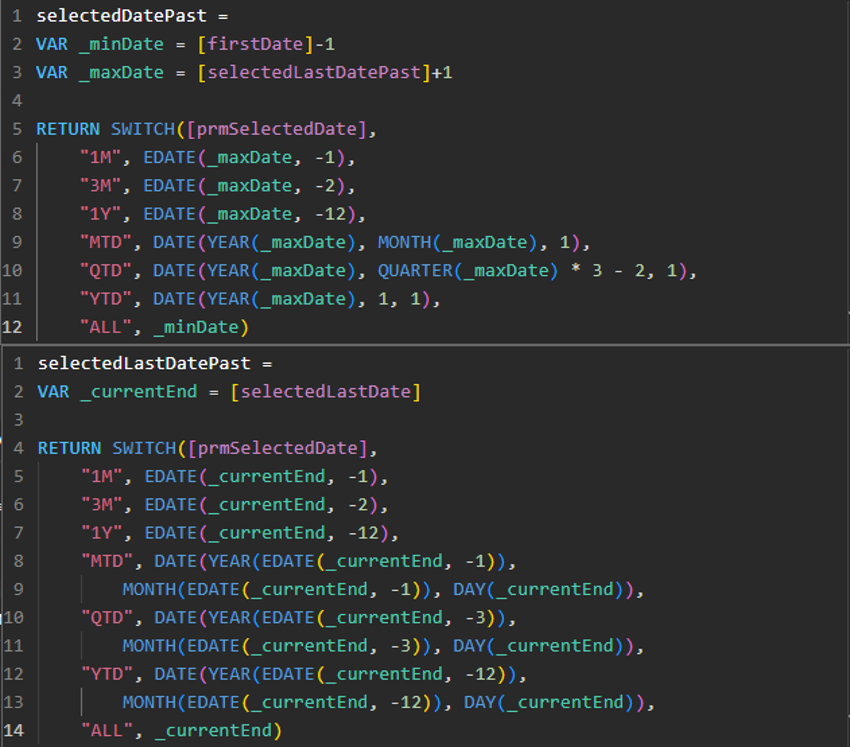 1 selectedDatePast =
2 VAR _minDate = [firstDate]-1
3 VAR _maxDate = [selectedLastDatePast]+1
4
5 RETURN SWITCH([prmSelectedDate],
6 "1M", EDATE(_maxDate, -1),
7 "3M", EDATE(_maxDate, -2),
8 "1Y", EDATE(_maxDate, -12),
9 "MTD", DATE(YEAR(_maxDate), MONTH(_maxDate), 1),
10 "QTD", DATE(YEAR(_maxDate), QUARTER(_maxDate) * 3 - 2, 1),
11 "YTD", DATE(YEAR(_maxDate), 1, 1),
12 "ALL", _minDate)
1 selectedLastDatePast =
2 VAR _currentEnd = [selectedLastDate]
3
4 RETURN SWITCH([prmSelectedDate],
5 "1M", EDATE(_currentEnd, -1),
6 "3M", EDATE(_currentEnd, -2),
7 "1Y", EDATE(_currentEnd, -12),
8 "MTD", DATE(YEAR(EDATE(_currentEnd, -1)),
9 MONTH(EDATE(_currentEnd, -1)), DAY(_currentEnd)),
10 "QTD", DATE(YEAR(EDATE(_currentEnd, -3)),
11 MONTH(EDATE(_currentEnd, -3)), DAY(_currentEnd)),
12 "YTD", DATE(YEAR(EDATE(_currentEnd, -12)),
13 MONTH(EDATE(_currentEnd, -12)), DAY(_currentEnd)),
14 "ALL", _currentEnd)